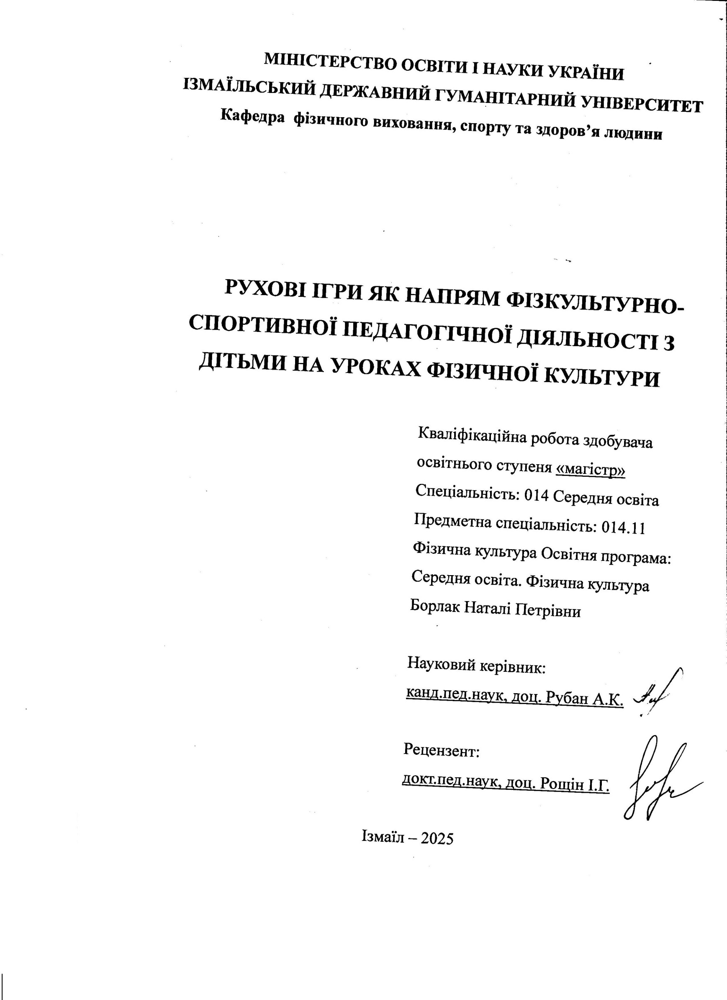 МІНІСТЕРСТВО ОСВІТИ І НАУКИ УКРАЇНИ
ІЗМАЇЛЬСЬКИЙ ДЕРЖАВНИЙ ГУМАНІТАРНИЙ УНІВЕРСИТЕТ
Кафедра фізичного виховання, спорту та здоров’я людини
РУХОВІ ІГРИ ЯК НАПРЯМ ФІЗКУЛЬТУРНО-
СПОРТИВНОЇ ПЕДАГОГІЧНОЇ ДІЯЛЬНОСТІ З
ДІТЬМИ НА УРОКАХ ФІЗИЧНОЇ КУЛЬТУРИ
Кваліфікаційна робота здобувача
освітнього ступеня «магістр»
Спеціальність: 014 Середня освіта
Предметна спеціальність: 014.11
Фізична культура Освітня програма:
Середня освіта. Фізична культура
Борлак Наталі Петрівни
Науковий керівник:
канд.пед.наук, доц. Рубан А.К.
Рецензент:
докт.пед.наук, доц. Рощін І.Г.
Ізмаїл – 2025